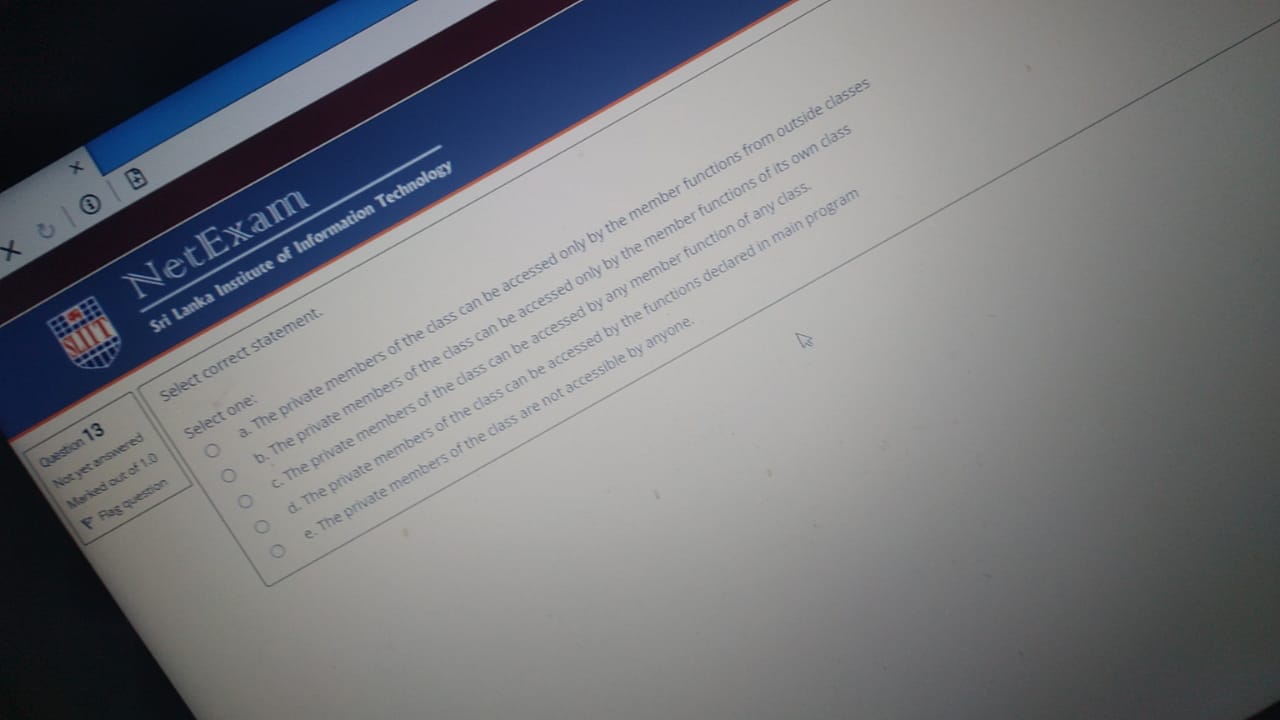 NetExam
Sri Lanka Institute of Information Technology
SLIIT
Question 13
Not yet answered
Marked out of 1.0
Flag question
Select correct statement.
Select one:
a. The private members of the class can be accessed only by the member functions from outside classes
b. The private members of the class can be accessed only by the member functions of its own class
c. The private members of the class can be accessed by any member function of any class.
d. The private members of the class can be accessed by the functions declared in main program
e. The private members of the class are not accessible by anyone.